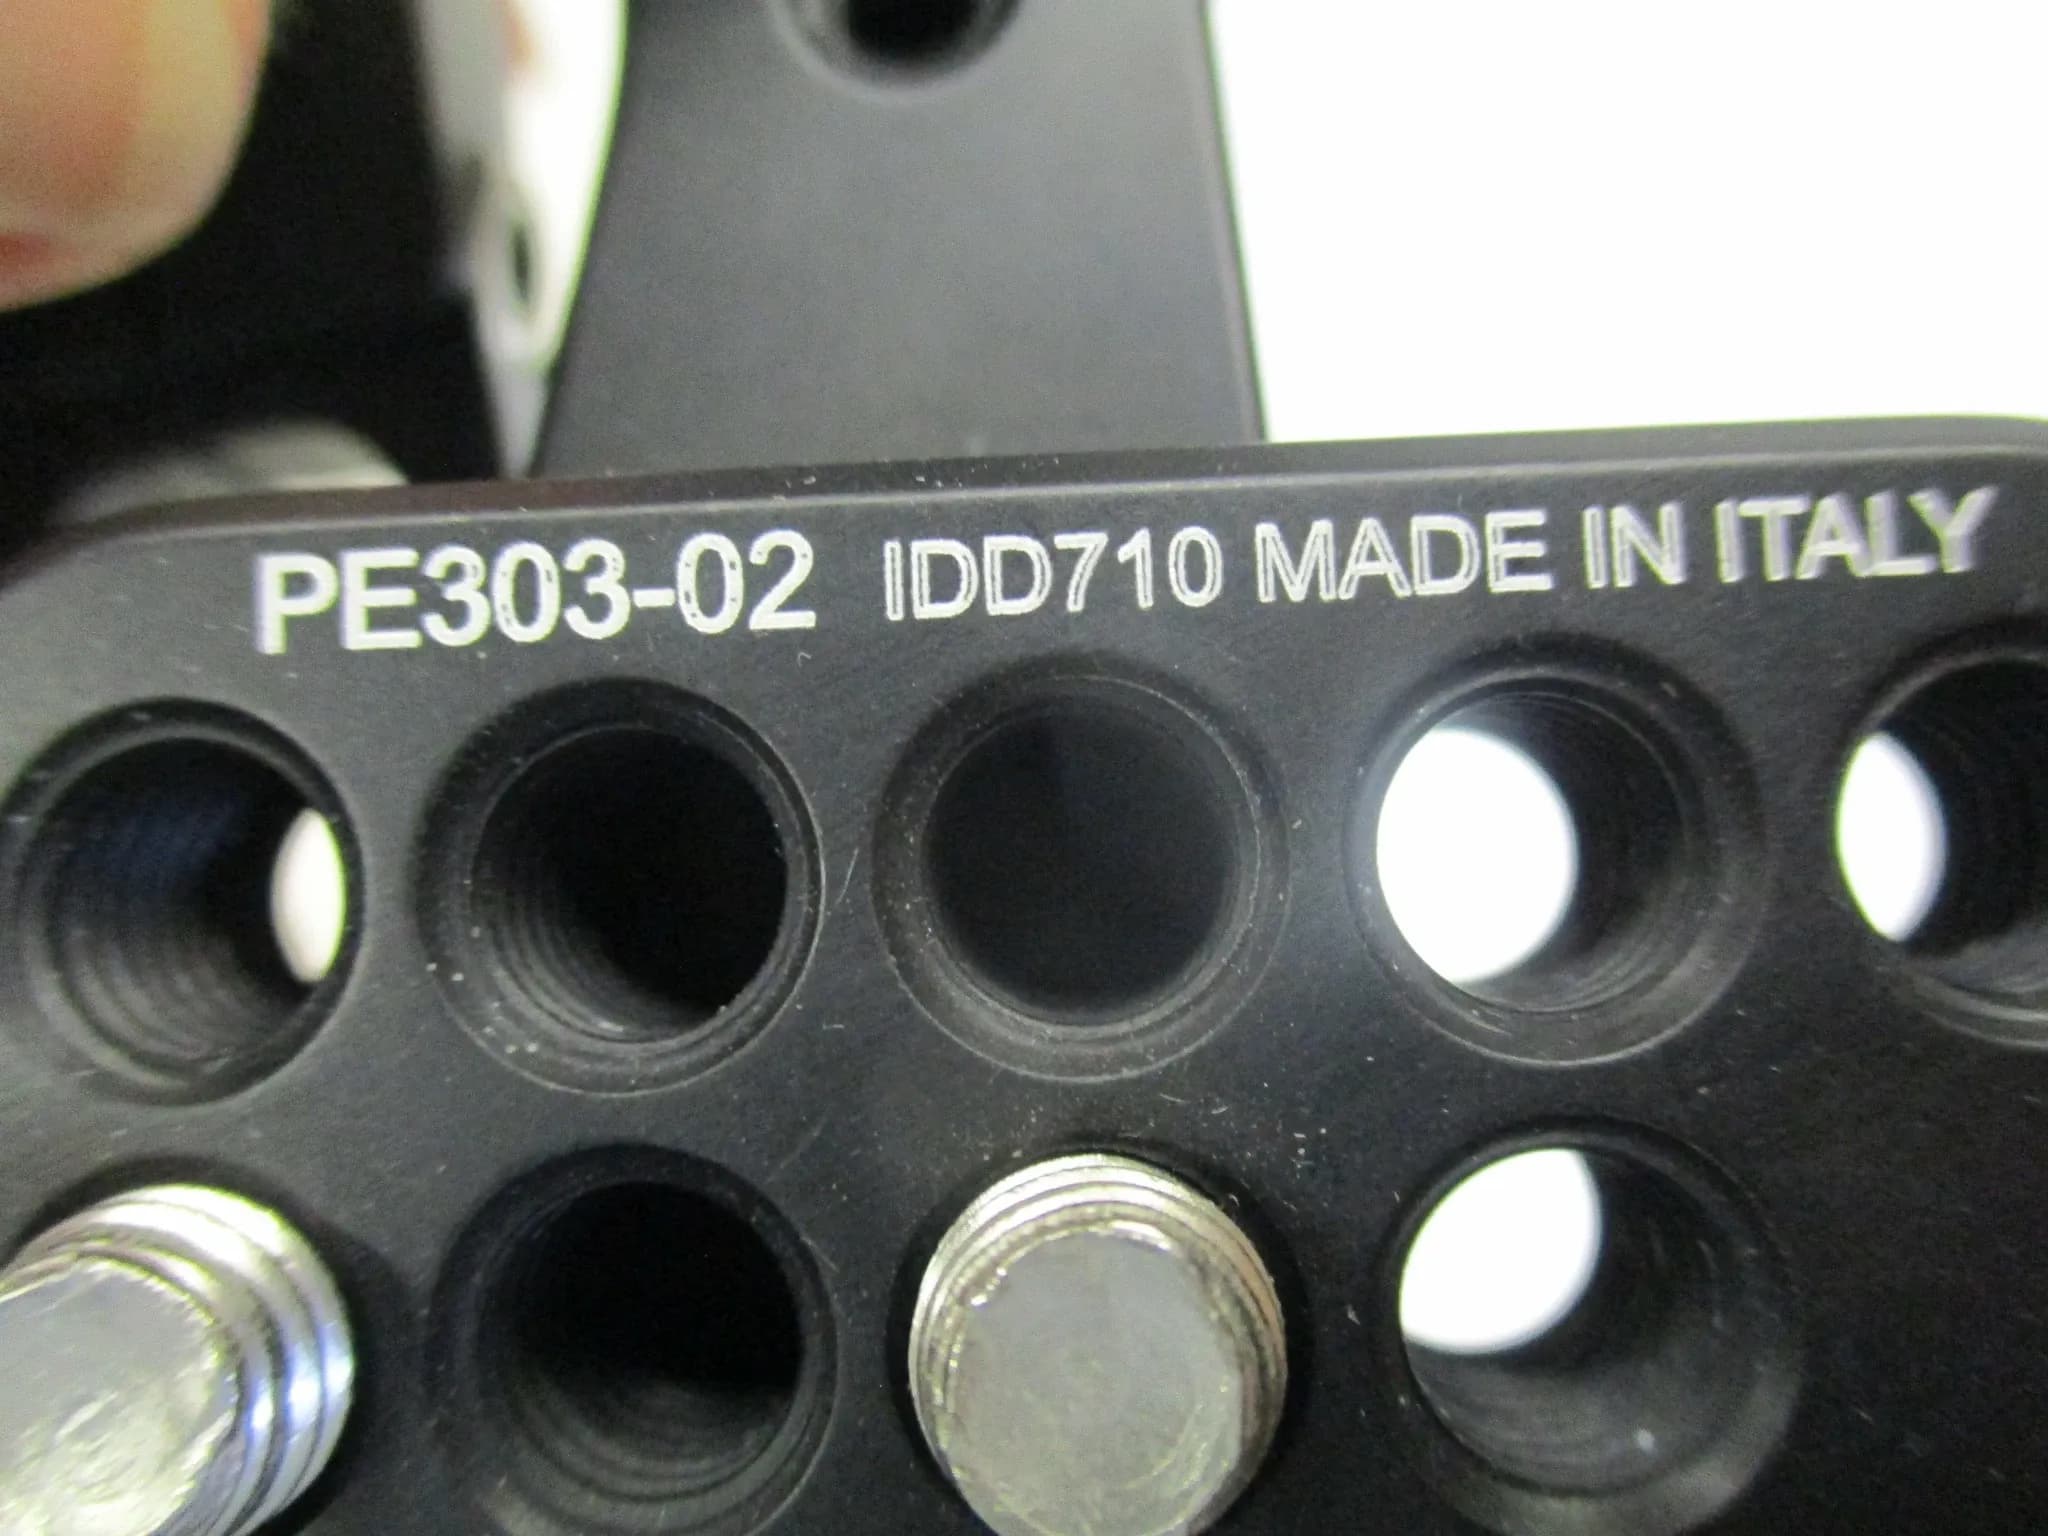 PE303-02 IDD710 MADE IN ITALY